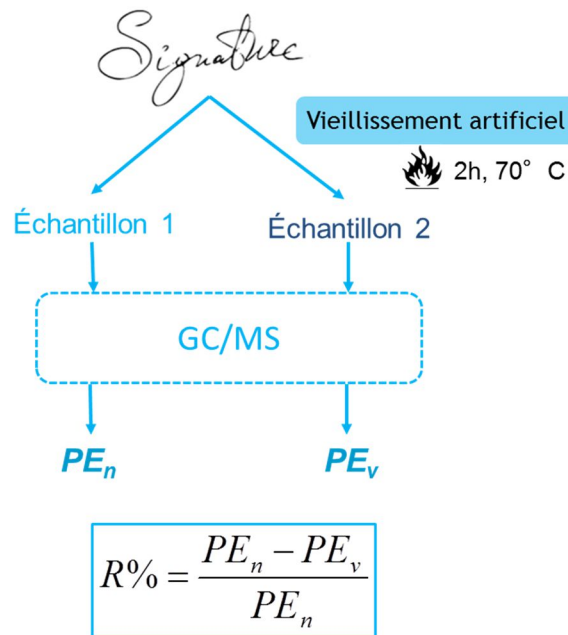 Signature
Vieillissement artificiel
2h, 70° C
Échantillon 1
Échantillon 2
GC/MS
PEn
PEv
R% = (PEn − PEv) / PEn